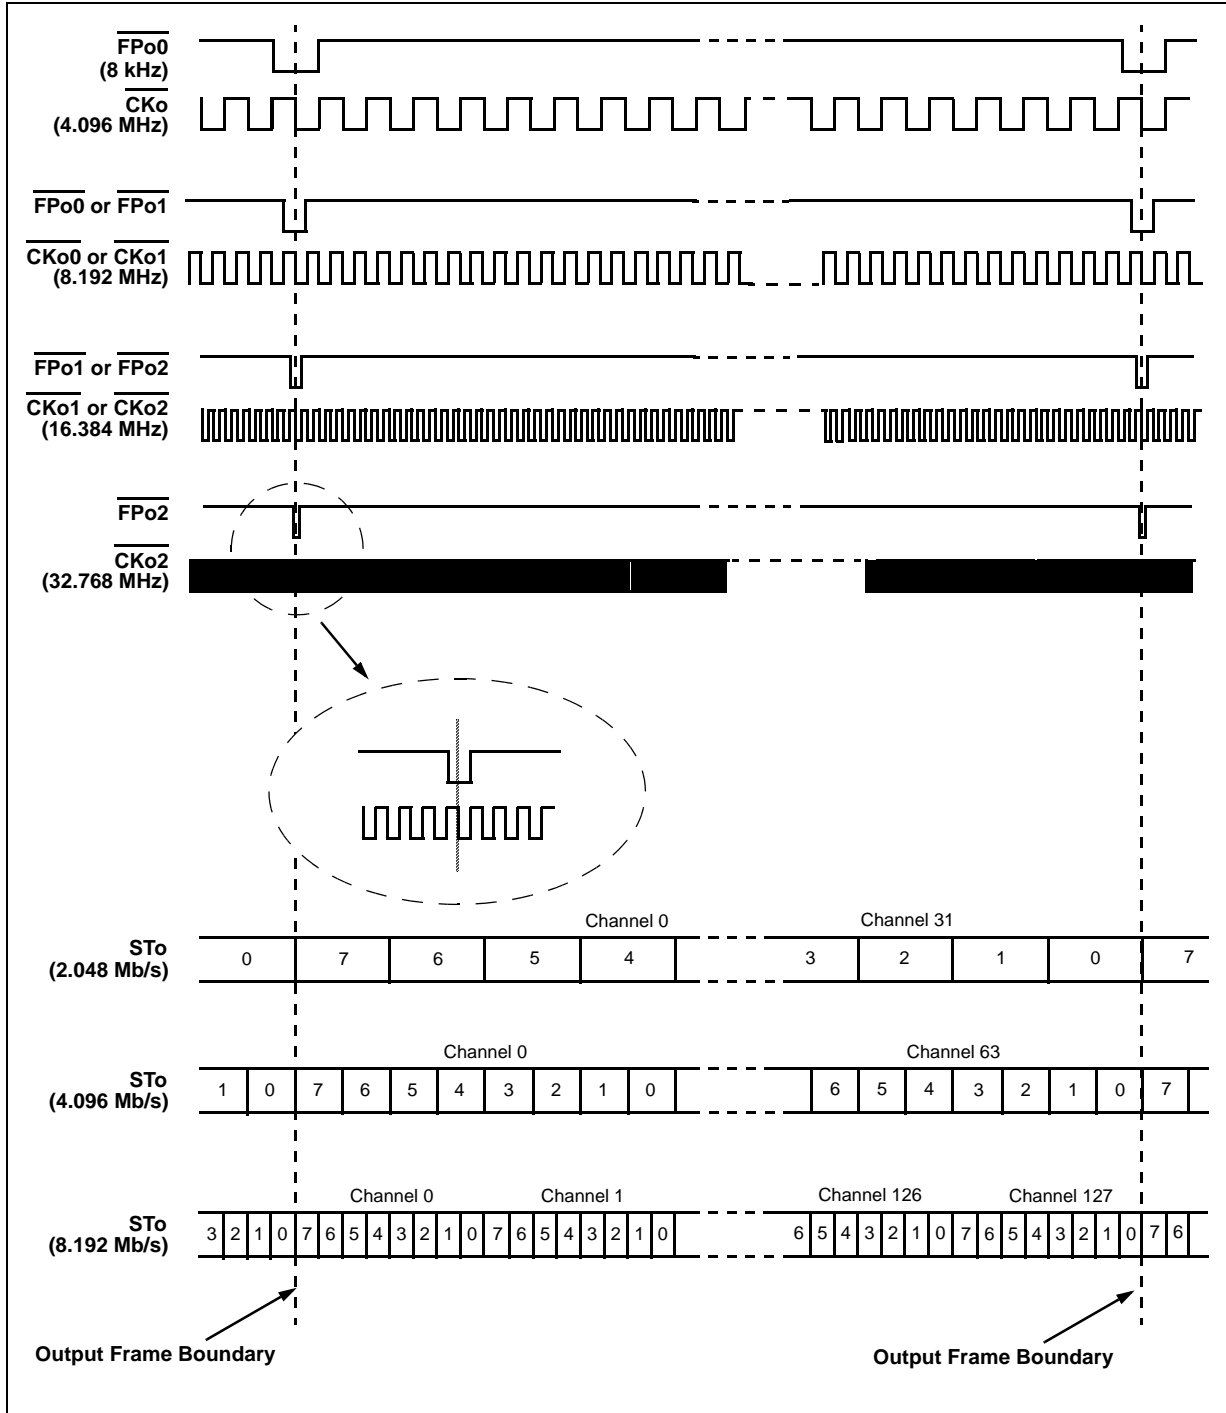 FPo0
(8 kHz)
CKo
(4.096 MHz)
FPo0 or FPo1
CKo0 or CKo1
(8.192 MHz)
FPo1 or FPo2
CKo1 or CKo2
(16.384 MHz)
FPo2
CKo2
(32.768 MHz)
Channel 0 Channel 31
STo
(2.048 Mb/s)
0 7 6 5 4 3 2 1 0 7
Channel 0 Channel 63
STo
(4.096 Mb/s)
1 0 7 6 5 4 3 2 1 0 6 5 4 3 2 1 0 7
Channel 0 Channel 1 Channel 126 Channel 127
STo
(8.192 Mb/s)
3 2 1 0 7 6 5 4 3 2 1 0 7 6 5 4 3 2 1 0 6 5 4 3 2 1 0 7 6 5 4 3 2 1 0 7 6
Output Frame Boundary Output Frame Boundary